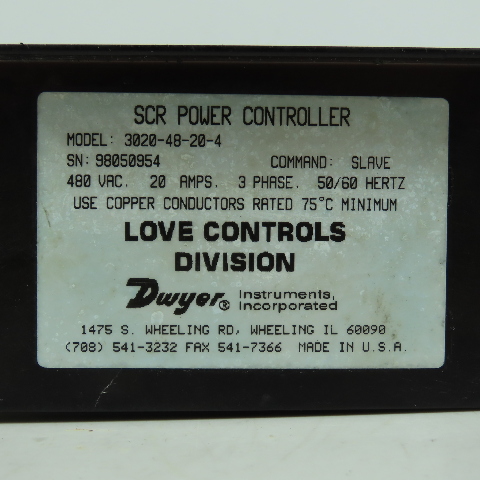 SCR POWER CONTROLLER
MODEL: 3020-48-20-4
SN: 98050954 COMMAND: SLAVE
480 VAC. 20 AMPS. 3 PHASE. 50/60 HERTZ
USE COPPER CONDUCTORS RATED 75°C MINIMUM
LOVE CONTROLS
DIVISION
Dwyer® Instruments,
Incorporated
1475 S. WHEELING RD, WHEELING IL 60090
(708) 541-3232 FAX 541-7366 MADE IN U.S.A.